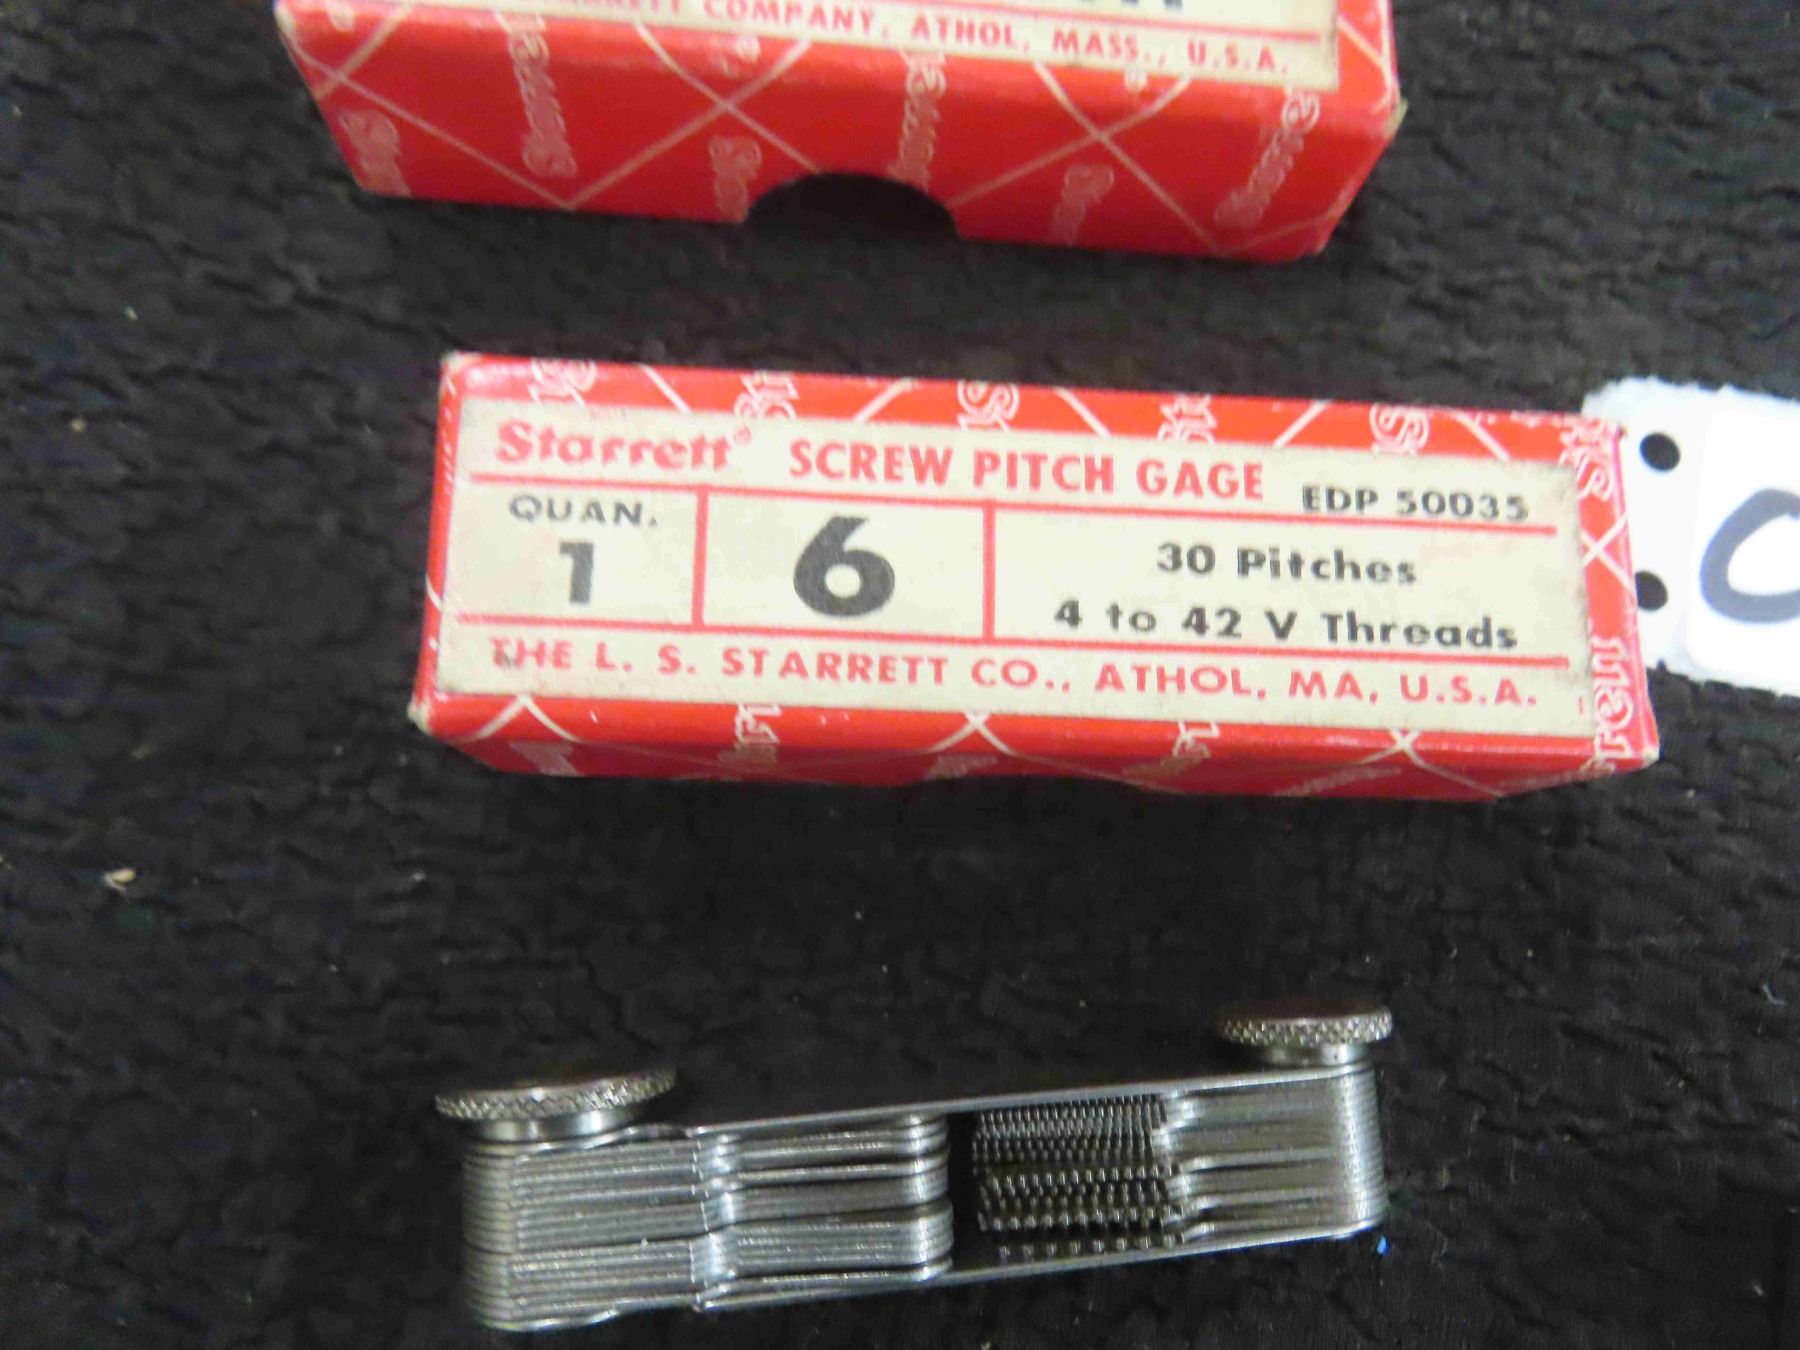 COMPANY, ATHOL, MASS., U.S.A.
Starrett® SCREW PITCH GAGE EDP 50035
QUAN.
1
6
30 Pitches
4 to 42 V Threads
THE L. S. STARRETT CO., ATHOL, MA, U.S.A.